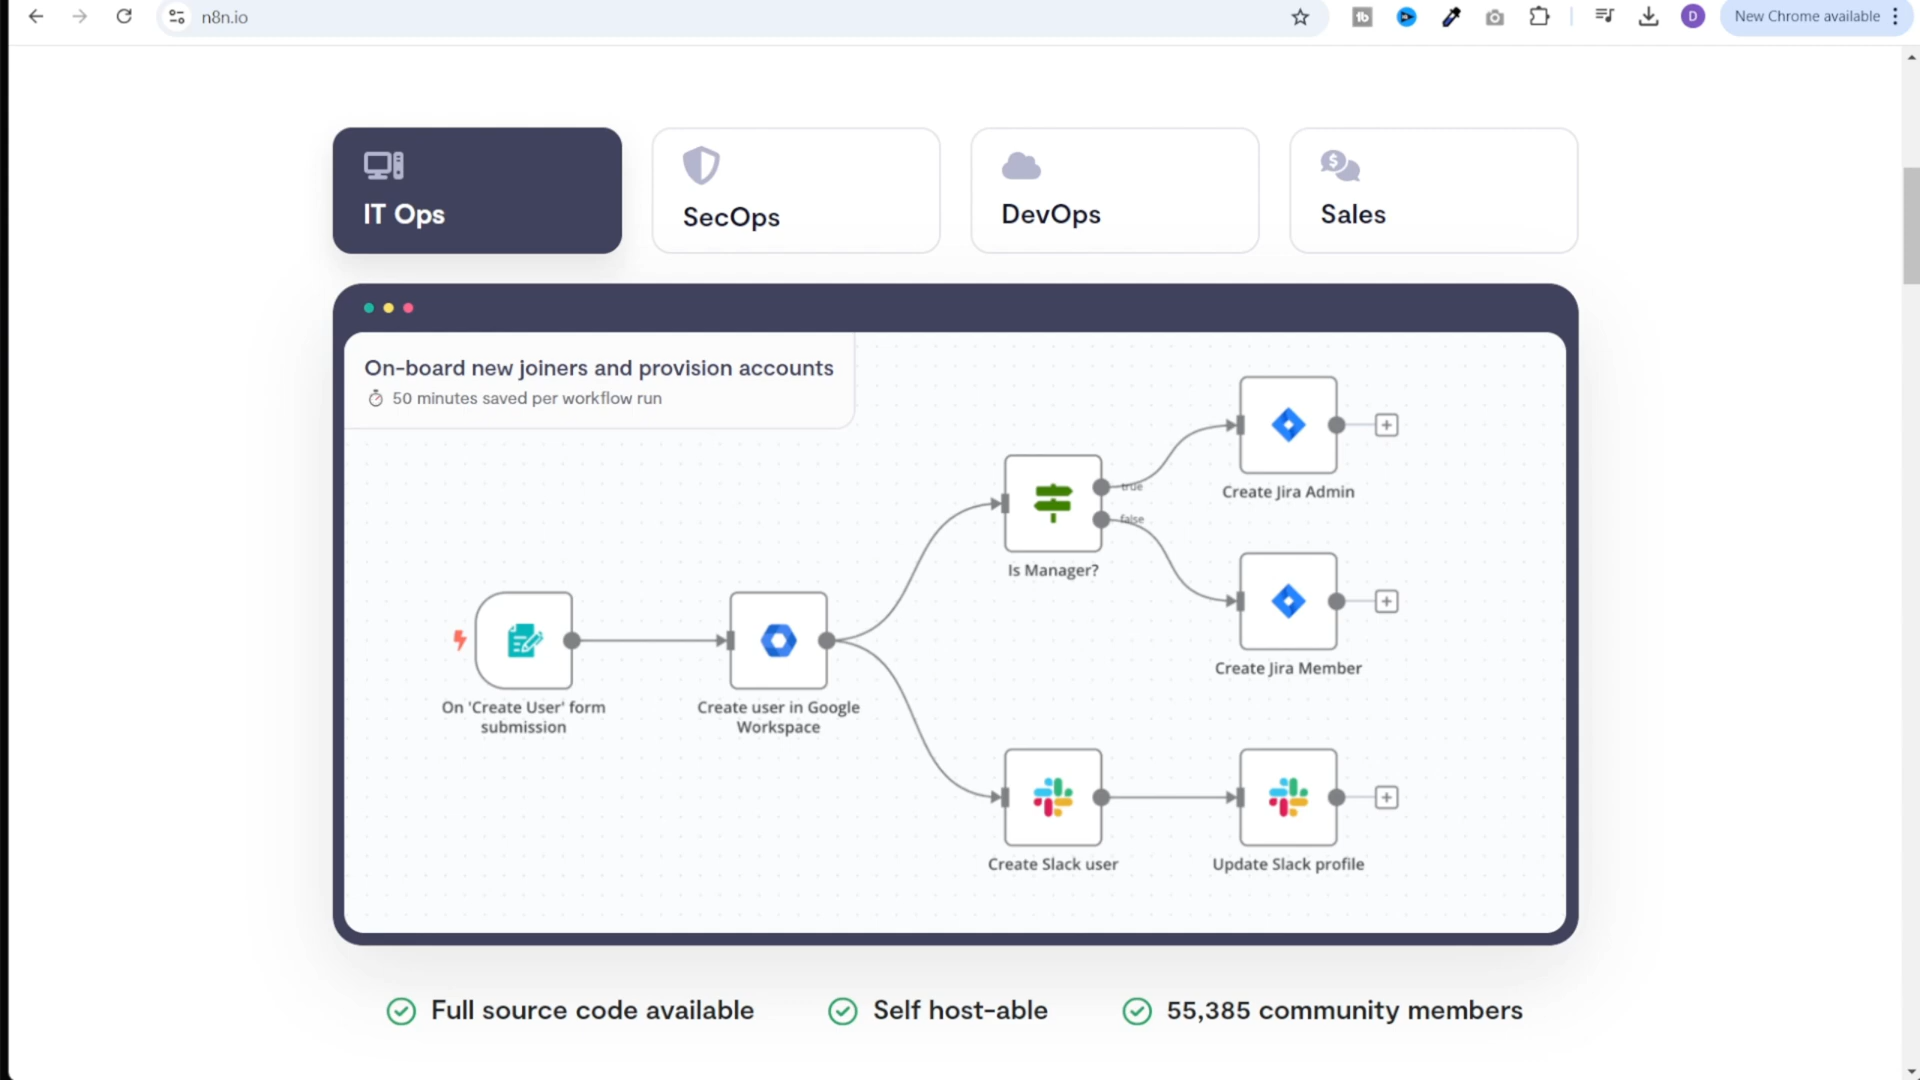 n8n.io
D
New Chrome available
IT Ops
SecOps
DevOps
Sales
On-board new joiners and provision accounts
50 minutes saved per workflow run
true
false
Is Manager?
Create Jira Admin
Create Jira Member
On 'Create User' form
submission
Create user in Google
Workspace
Create Slack user
Update Slack profile
Full source code available
Self host-able
55,385 community members